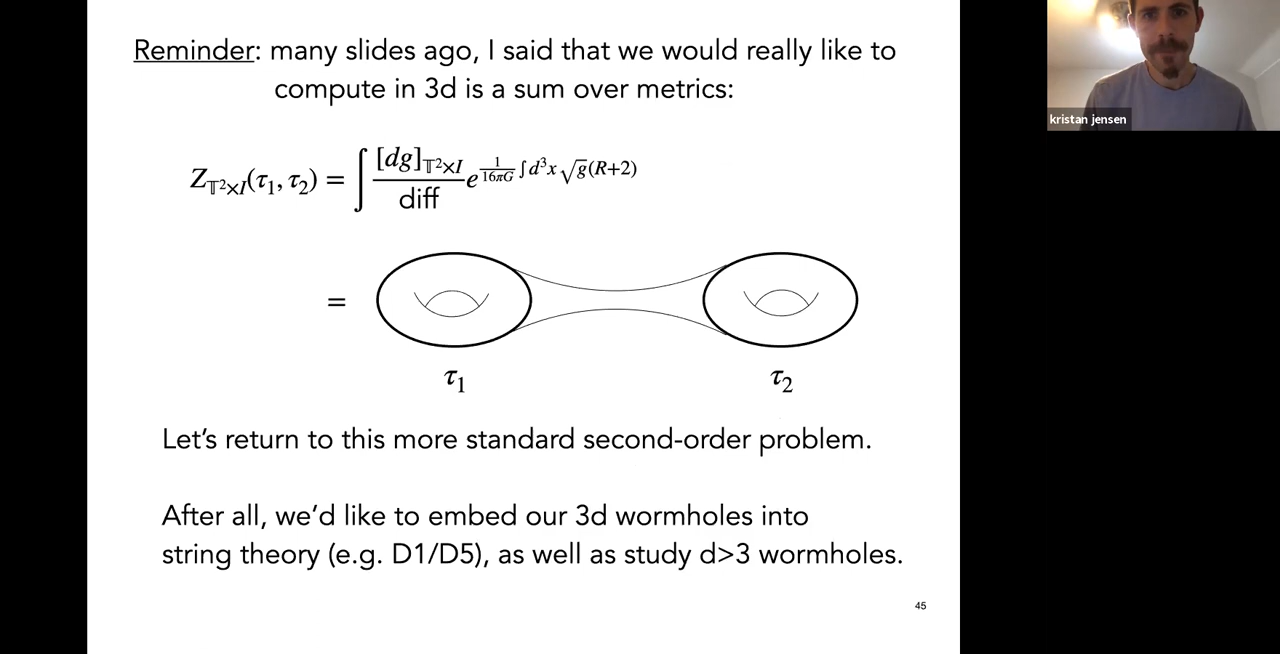 Reminder: many slides ago, I said that we would really like to
compute in 3d is a sum over metrics:
Z_{𝕋²×I}(τ₁, τ₂) = ∫ [dg]_{𝕋²×I} / diff e^{1/(16πG) ∫d³x √g(R+2)}
=
τ₁ τ₂
Let's return to this more standard second-order problem.
After all, we'd like to embed our 3d wormholes into
string theory (e.g. D1/D5), as well as study d>3 wormholes.
45
kristan jensen